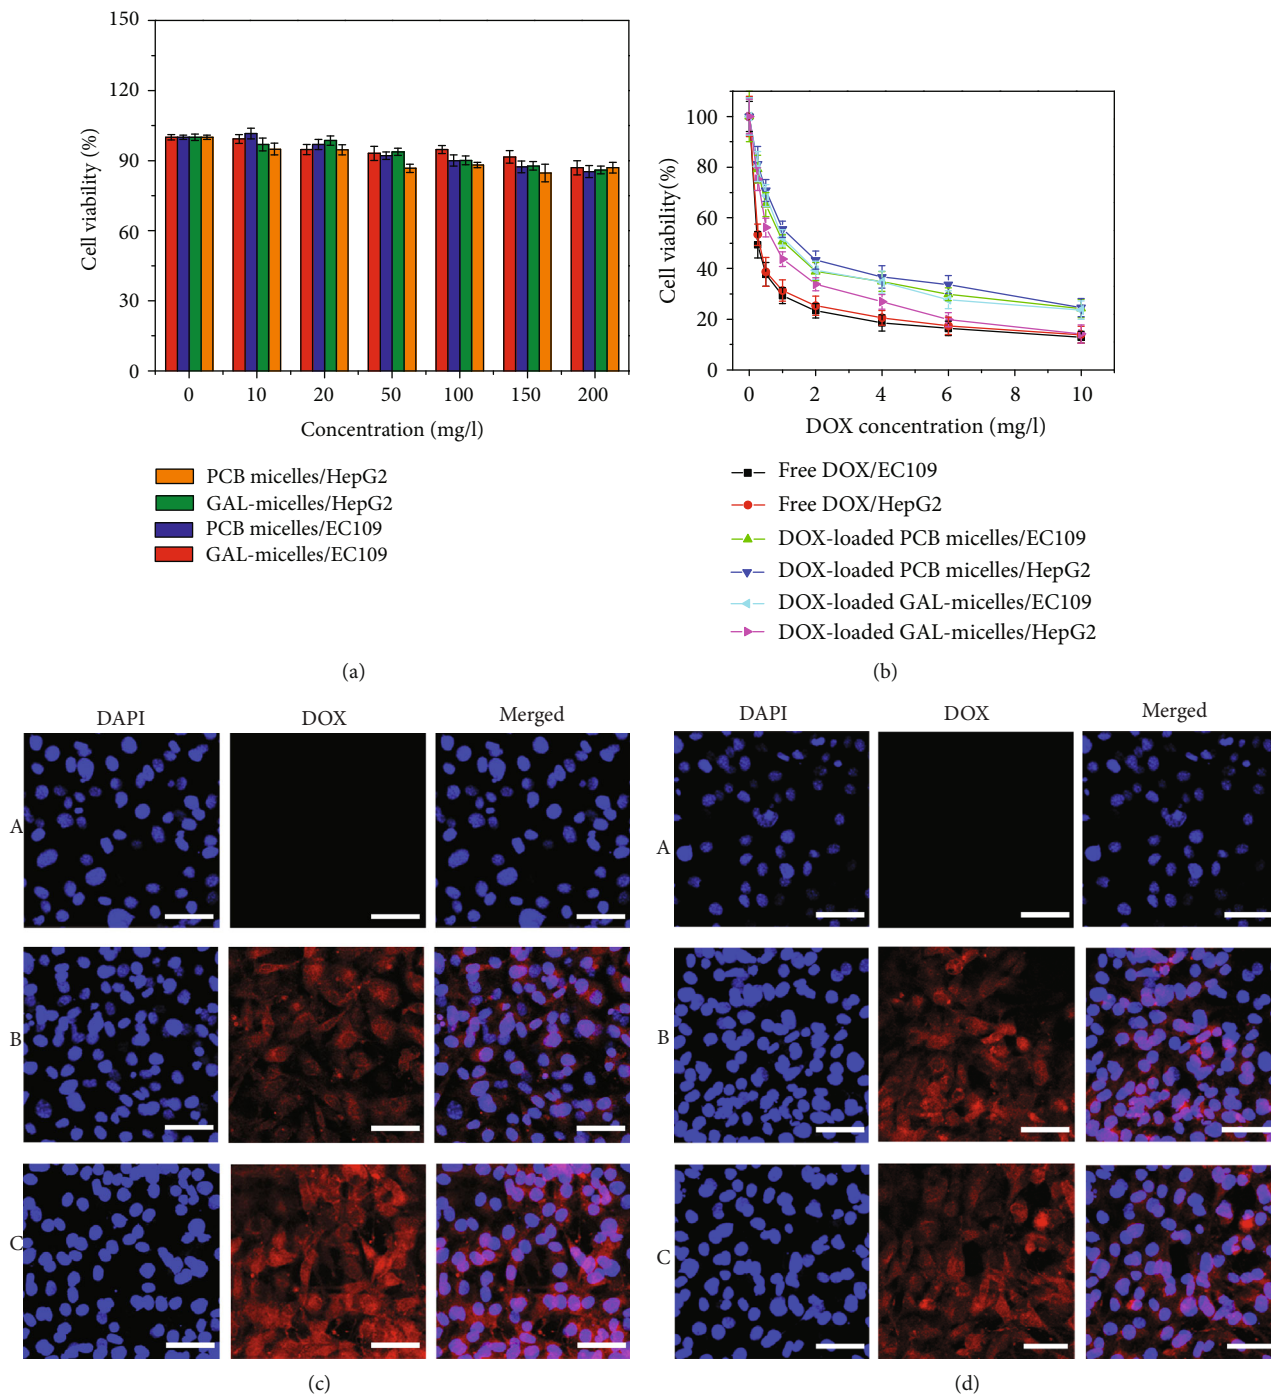 150
120
90
60
30
0
Cell viability (%)
0 10 20 50 100 150 200
Concentration (mg/l)
PCB micelles/HepG2
GAL-micelles/HepG2
PCB micelles/EC109
GAL-micelles/EC109
(a)
100
80
60
40
20
0
Cell viability(%)
0 2 4 6 8 10
DOX concentration (mg/l)
Free DOX/EC109
Free DOX/HepG2
DOX-loaded PCB micelles/EC109
DOX-loaded PCB micelles/HepG2
DOX-loaded GAL-micelles/EC109
DOX-loaded GAL-micelles/HepG2
(b)
DAPI DOX Merged
A
B
C
(c)
DAPI DOX Merged
A
B
C
(d)